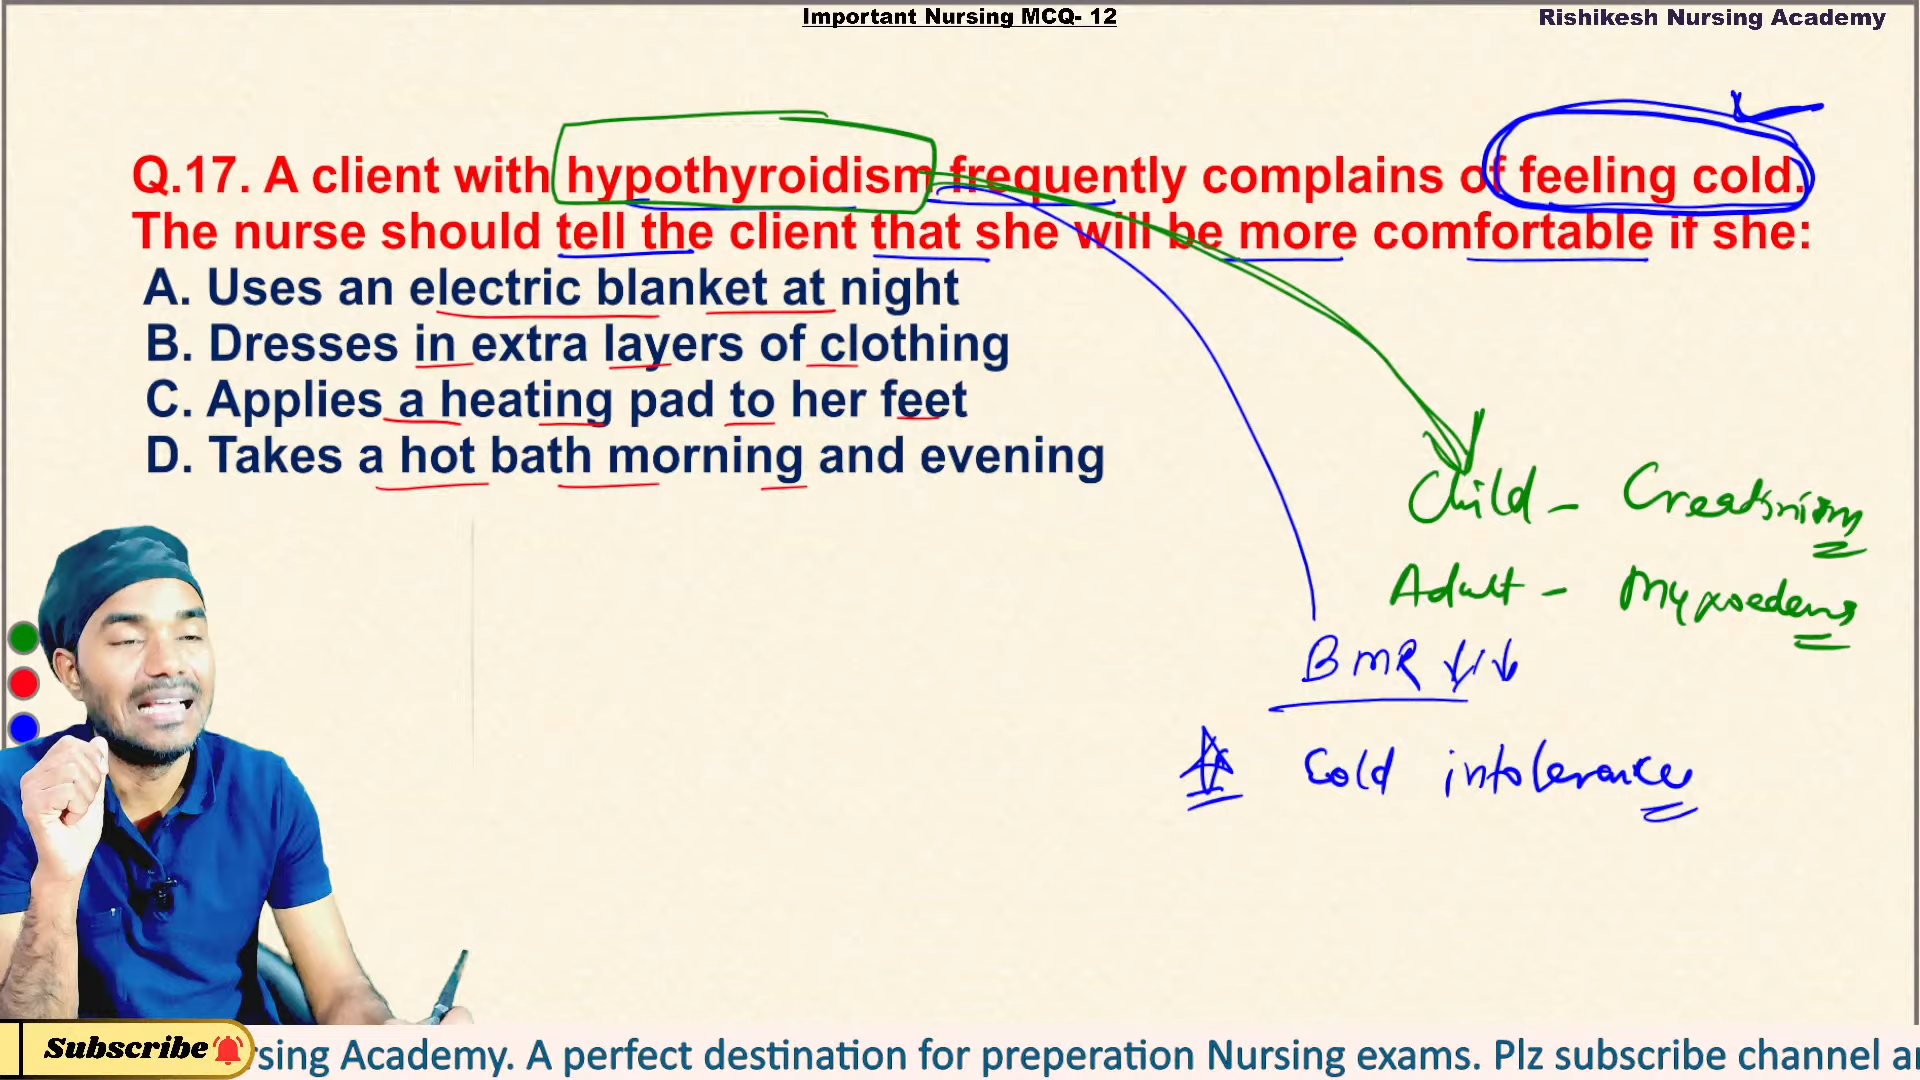 Important Nursing MCQ- 12
Rishikesh Nursing Academy
Q.17. A client with hypothyroidism frequently complains of feeling cold.
The nurse should tell the client that she will be more comfortable if she:
A. Uses an electric blanket at night
B. Dresses in extra layers of clothing
C. Applies a heating pad to her feet
D. Takes a hot bath morning and evening
Child - Creatinism
Adult - Myxoedema
BMR ↓↓
Cold intolerance
Subscribe
rsing Academy. A perfect destination for preperation Nursing exams. Plz subscribe channel